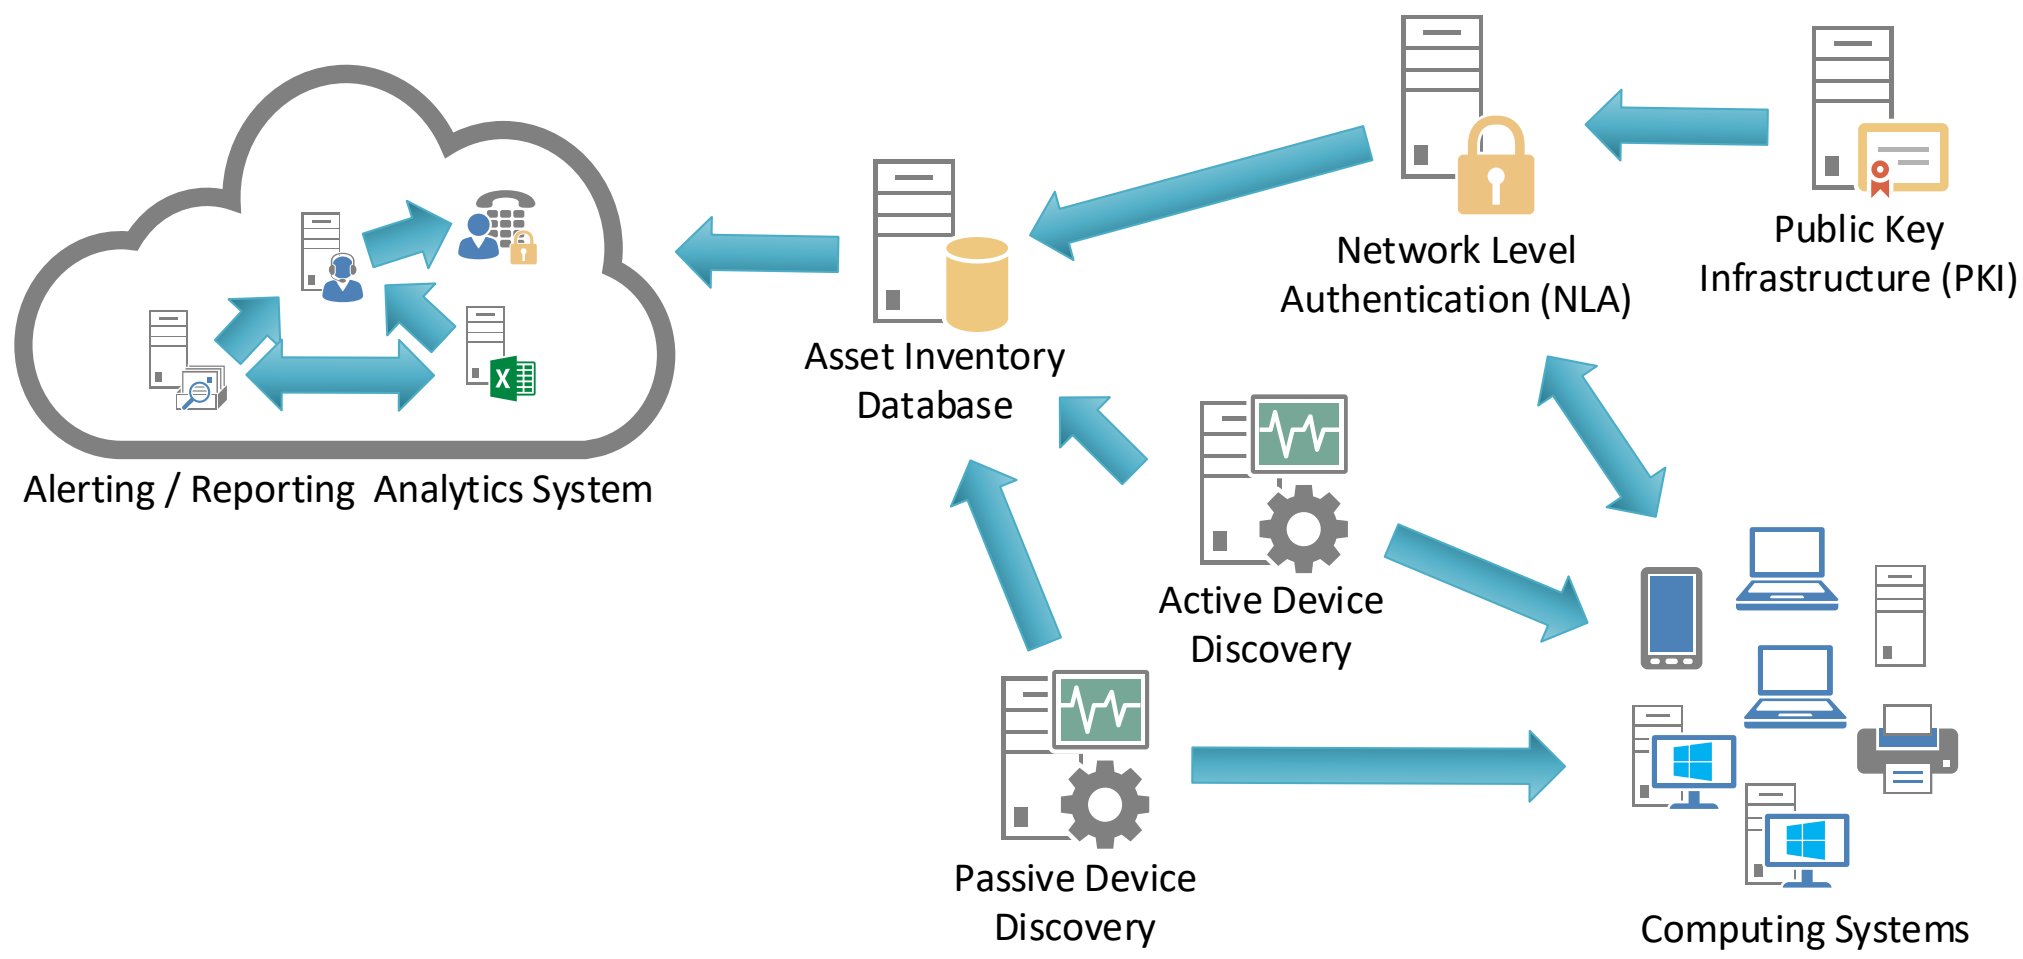 Public Key
Infrastructure (PKI)
Network Level
Authentication (NLA)
Asset Inventory
Database
Alerting / Reporting  Analytics System
Active Device
Discovery
Passive Device
Discovery
Computing Systems
X